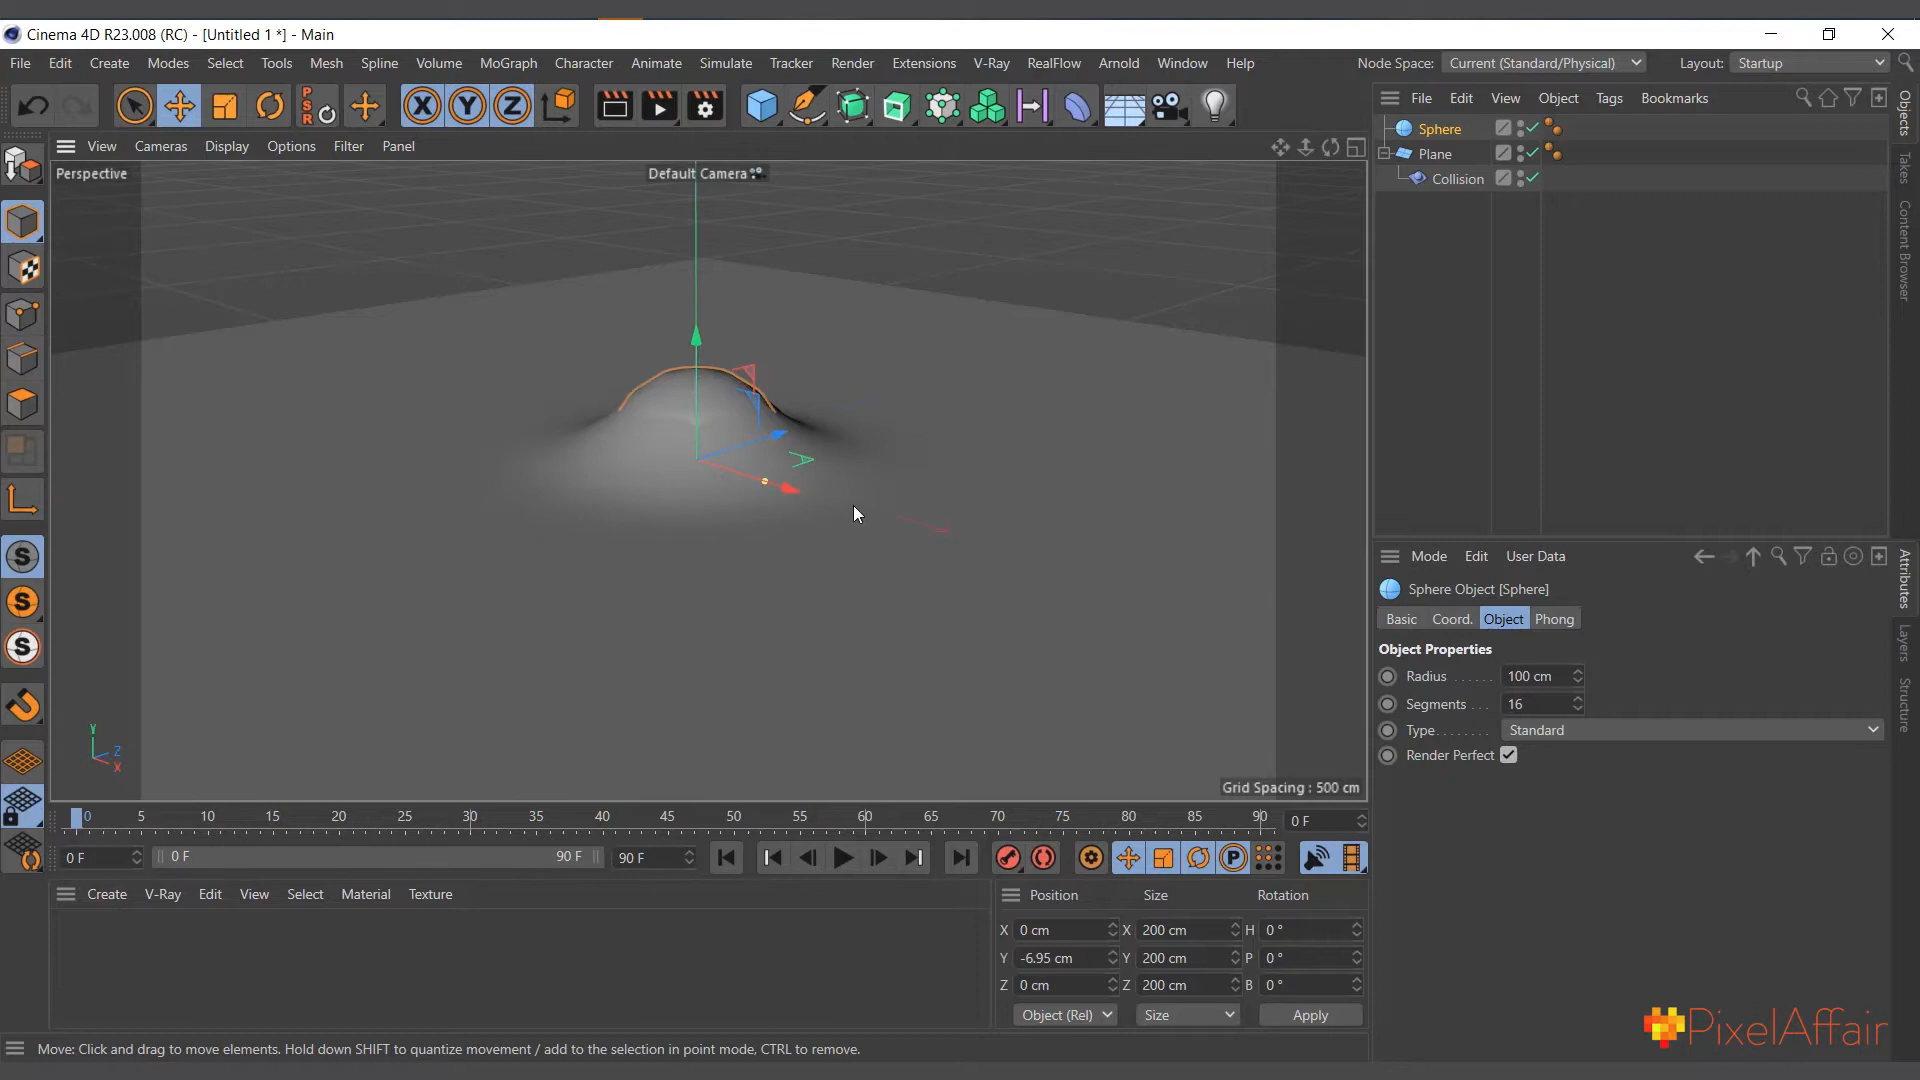 Cinema 4D R23.008 (RC) - [Untitled 1 *] - Main
File Edit Create Modes Select Tools Mesh Spline Volume MoGraph Character Animate Simulate Tracker Render Extensions V-Ray RealFlow Arnold Window Help Node Space: Current (Standard/Physical) Layout: Startup
PSR X Y Z
File Edit View Object Tags Bookmarks
View Cameras Display Options Filter Panel
Perspective
Default Camera
Sphere
Plane
Collision
Objects
Takes
Content Browser
S
S
S
Y
Z
X
Grid Spacing : 500 cm
Mode Edit User Data
Sphere Object [Sphere]
Basic Coord. Object Phong
Object Properties
Radius 100 cm
Segments 16
Type Standard
Render Perfect
Attributes
Layers
Structure
0 5 10 15 20 25 30 35 40 45 50 55 60 65 70 75 80 85 90 0 F
0 F 0 F 90 F 90 F P
Create V-Ray Edit View Select Material Texture
Position Size Rotation
X 0 cm X 200 cm H 0 °
Y -6.95 cm Y 200 cm P 0 °
Z 0 cm Z 200 cm B 0 °
Object (Rel) Size Apply
PixelAffair
Move: Click and drag to move elements. Hold down SHIFT to quantize movement / add to the selection in point mode, CTRL to remove.